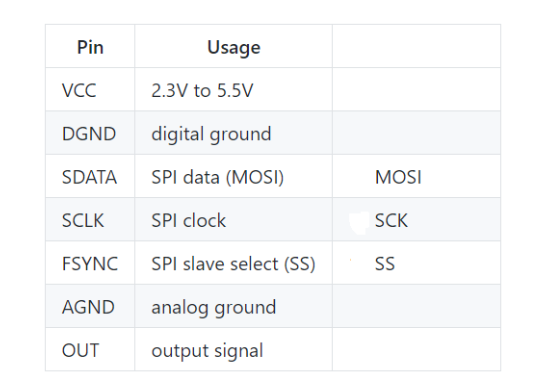 Pin Usage
VCC 2.3V to 5.5V
DGND digital ground
SDATA SPI data (MOSI) MOSI
SCLK SPI clock SCK
FSYNC SPI slave select (SS) SS
AGND analog ground
OUT output signal